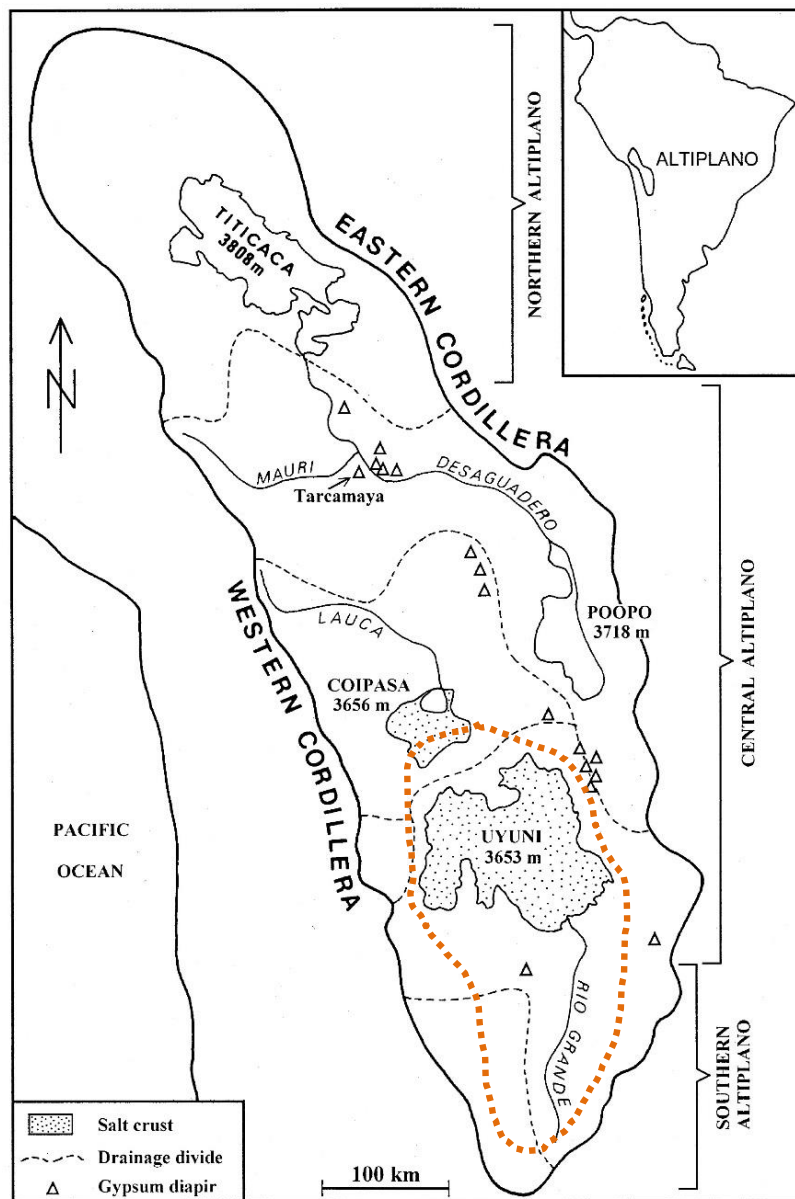 ALTIPLANO
NORTHERN ALTIPLANO
TITICACA
3808m
EASTERN CORDILLERA
N
MAURI
Tarcamaya
DESAGUADERO
CENTRAL ALTIPLANO
WESTERN CORDILLERA
LAUCA
POOPO
3718 m
COIPASA
3656 m
UYUNI
3653 m
PACIFIC
OCEAN
RIO GRANDE
SOUTHERN
ALTIPLANO
Salt crust
Drainage divide
Gypsum diapir
100 km